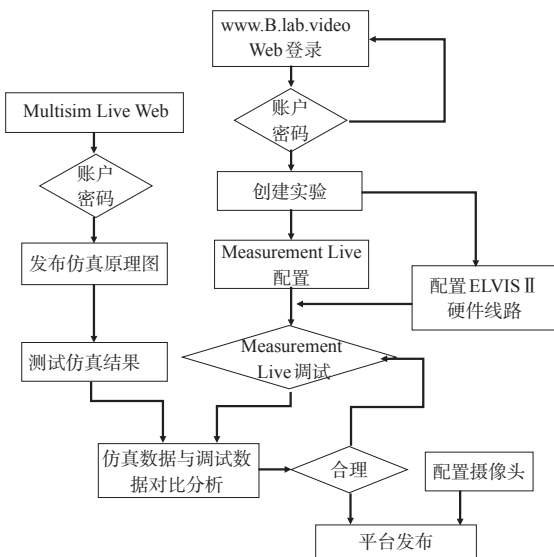 www.B.lab.video
Web登录
Multisim Live Web
账户
密码
账户
密码
创建实验
发布仿真原理图
Measurement Live
配置
配置ELVISⅡ
硬件线路
测试仿真结果
Measurement
Live调试
仿真数据与调试数
据对比分析
合理
配置摄像头
平台发布